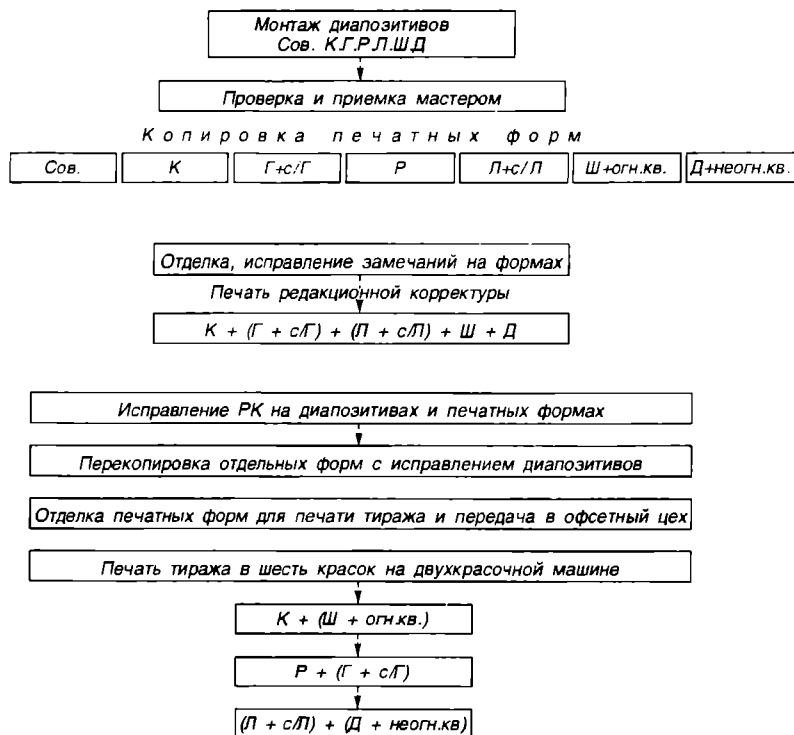 Монтаж диапозитивов
Сов. К.Г.Р.Л.Ш.Д
Проверка и приемка мастером
Копировка печатных форм
Сов. К Г+с/Г Р Л+с/Л Ш+огн.кв. Д+неогн.кв.
Отделка, исправление замечаний на формах
Печать редакционной корректуры
К + (Г + с/Г) + (Л + с/Л) + Ш + Д
Исправление РК на диапозитивах и печатных формах
Перекопировка отдельных форм с исправлением диапозитивов
Отделка печатных форм для печати тиража и передача в офсетный цех
Печать тиража в шесть красок на двухкрасочной машине
К + (Ш + огн.кв.)
Р + (Г + с/Г)
(Л + с/Л) + (Д + неогн.кв)